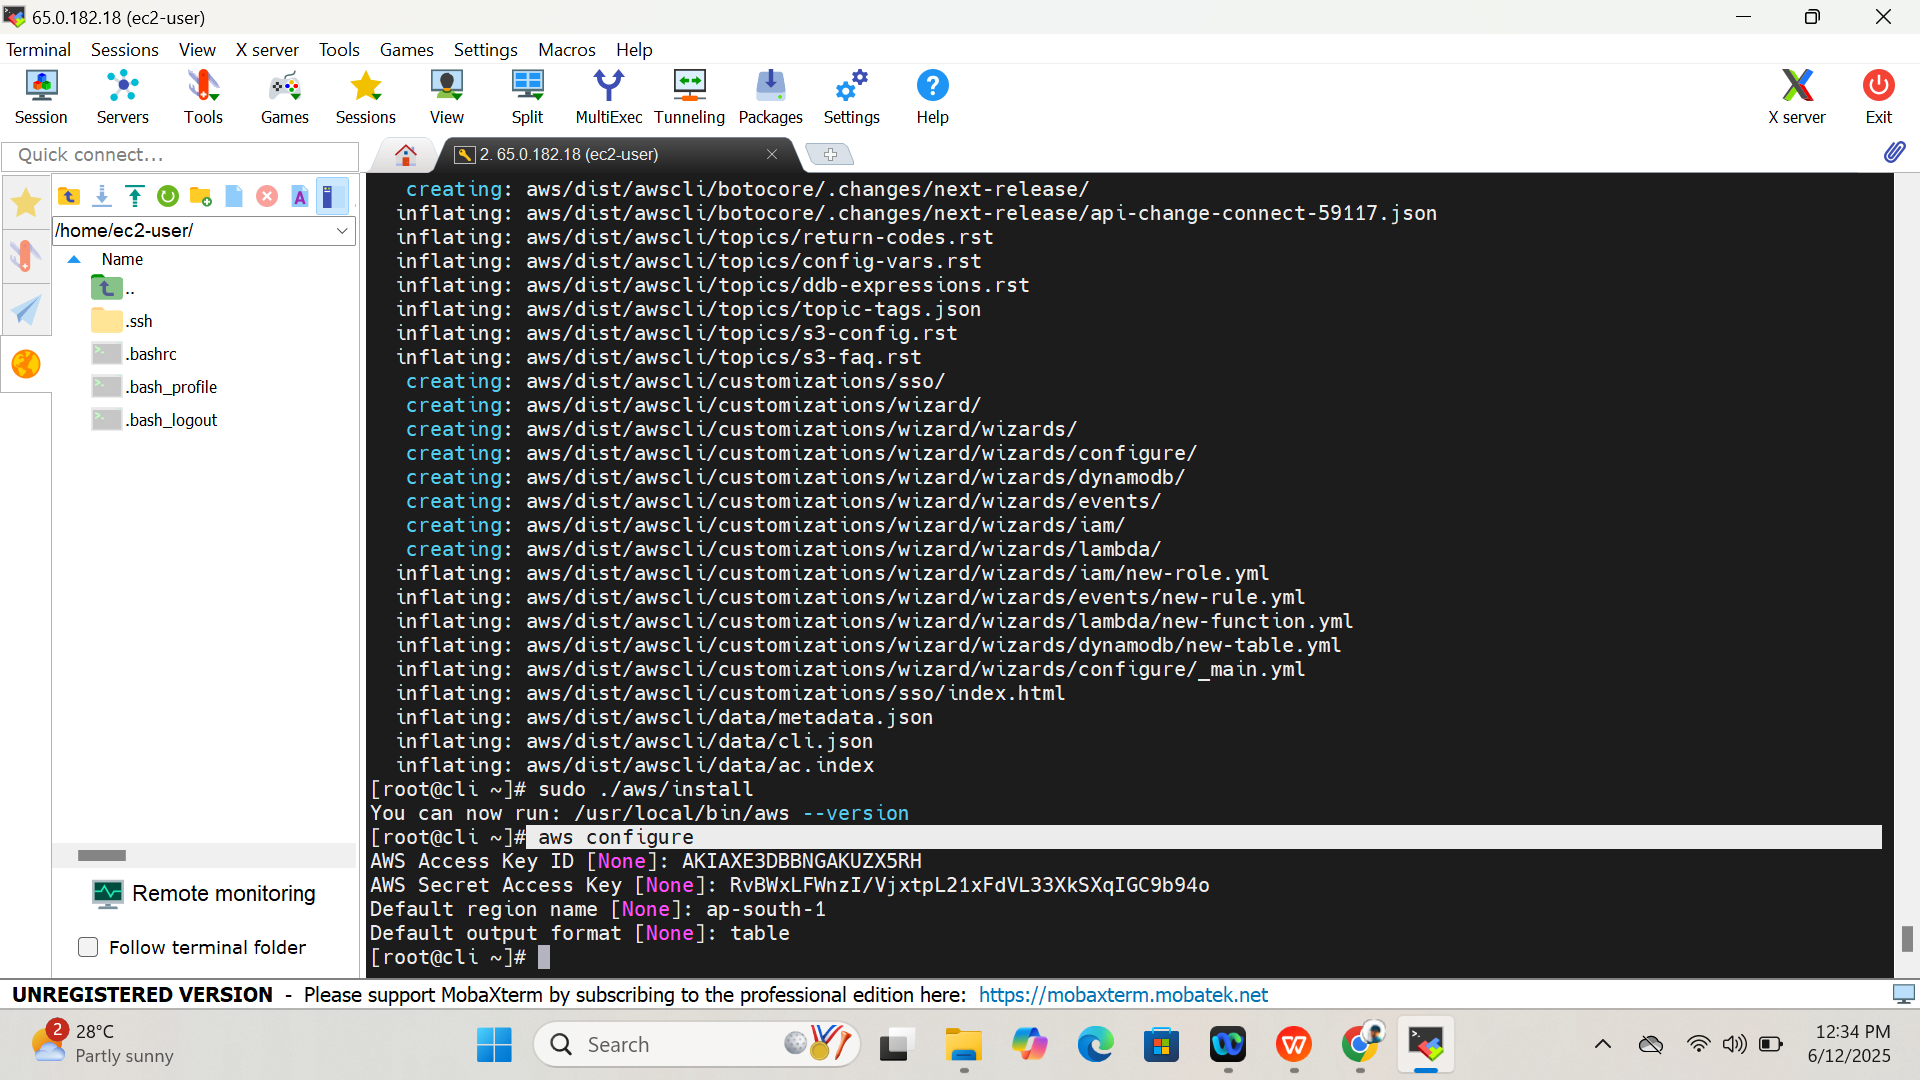 65.0.182.18 (ec2-user)
Terminal Sessions View X server Tools Games Settings Macros Help
Session Servers Tools Games Sessions View Split MultiExec Tunneling Packages Settings Help X server Exit
Quick connect...
2. 65.0.182.18 (ec2-user)
/home/ec2-user/
Name
..
.ssh
.bashrc
.bash_profile
.bash_logout
Remote monitoring
Follow terminal folder
creating: aws/dist/awscli/botocore/.changes/next-release/
inflating: aws/dist/awscli/botocore/.changes/next-release/api-change-connect-59117.json
inflating: aws/dist/awscli/topics/return-codes.rst
inflating: aws/dist/awscli/topics/config-vars.rst
inflating: aws/dist/awscli/topics/ddb-expressions.rst
inflating: aws/dist/awscli/topics/topic-tags.json
inflating: aws/dist/awscli/topics/s3-config.rst
inflating: aws/dist/awscli/topics/s3-faq.rst
creating: aws/dist/awscli/customizations/sso/
creating: aws/dist/awscli/customizations/wizard/
creating: aws/dist/awscli/customizations/wizard/wizards/
creating: aws/dist/awscli/customizations/wizard/wizards/configure/
creating: aws/dist/awscli/customizations/wizard/wizards/dynamodb/
creating: aws/dist/awscli/customizations/wizard/wizards/events/
creating: aws/dist/awscli/customizations/wizard/wizards/iam/
creating: aws/dist/awscli/customizations/wizard/wizards/lambda/
inflating: aws/dist/awscli/customizations/wizard/wizards/iam/new-role.yml
inflating: aws/dist/awscli/customizations/wizard/wizards/events/new-rule.yml
inflating: aws/dist/awscli/customizations/wizard/wizards/lambda/new-function.yml
inflating: aws/dist/awscli/customizations/wizard/wizards/dynamodb/new-table.yml
inflating: aws/dist/awscli/customizations/wizard/wizards/configure/_main.yml
inflating: aws/dist/awscli/customizations/sso/index.html
inflating: aws/dist/awscli/data/metadata.json
inflating: aws/dist/awscli/data/cli.json
inflating: aws/dist/awscli/data/ac.index
[root@cli ~]# sudo ./aws/install
You can now run: /usr/local/bin/aws --version
[root@cli ~]# aws configure
AWS Access Key ID [None]: AKIAXE3DBBNGAKUZX5RH
AWS Secret Access Key [None]: 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
Default region name [None]: ap-south-1
Default output format [None]: table
[root@cli ~]#
UNREGISTERED VERSION - Please support MobaXterm by subscribing to the professional edition here: https://mobaxterm.mobatek.net
2
28°C
Partly sunny
Search
12:34 PM
6/12/2025